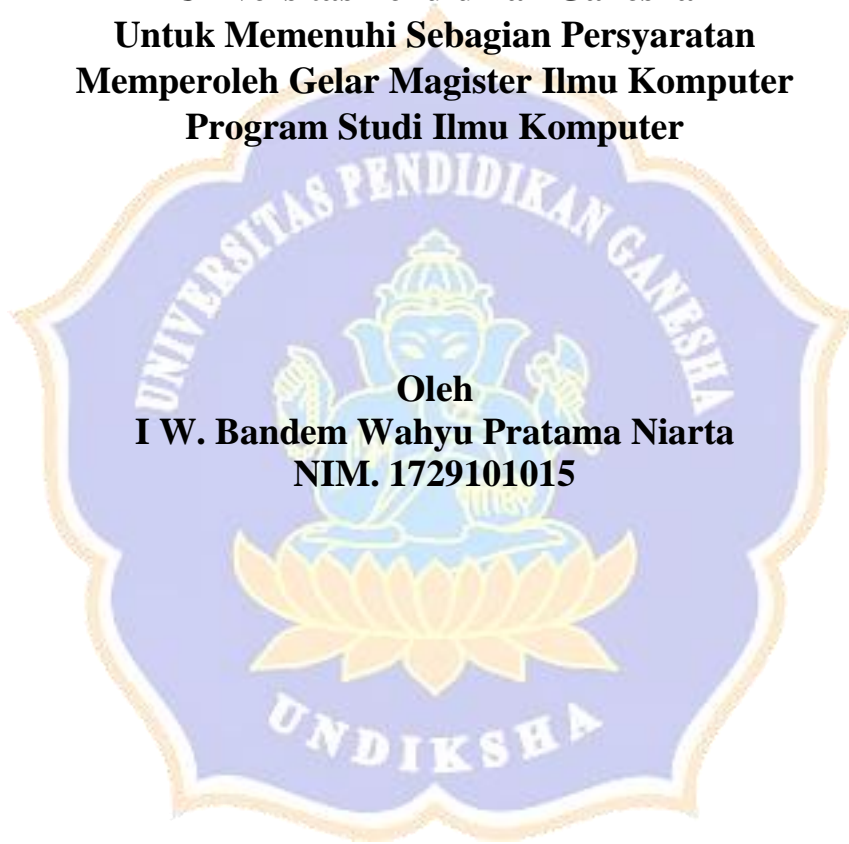 Untuk Memenuhi Sebagian Persyaratan
Memperoleh Gelar Magister Ilmu Komputer
Program Studi Ilmu Komputer
UNIVERSITAS PENDIDIKAN GANESHA
Oleh
I W. Bandem Wahyu Pratama Niarta
NIM. 1729101015
UNDIKSHA